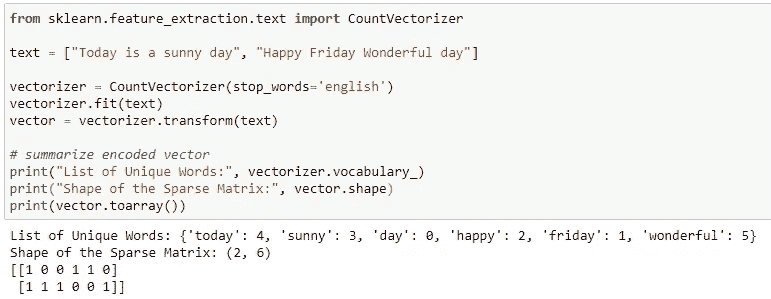 from sklearn.feature_extraction.text import CountVectorizer
text = ["Today is a sunny day", "Happy Friday Wonderful day"]
vectorizer = CountVectorizer(stop_words='english')
vectorizer.fit(text)
vector = vectorizer.transform(text)
# summarize encoded vector
print("List of Unique Words:", vectorizer.vocabulary_)
print("Shape of the Sparse Matrix:", vector.shape)
print(vector.toarray())
List of Unique Words: {'today': 4, 'sunny': 3, 'day': 0, 'happy': 2, 'friday': 1, 'wonderful': 5}
Shape of the Sparse Matrix: (2, 6)
[[1 0 0 1 1 0]
 [1 1 1 0 0 1]]